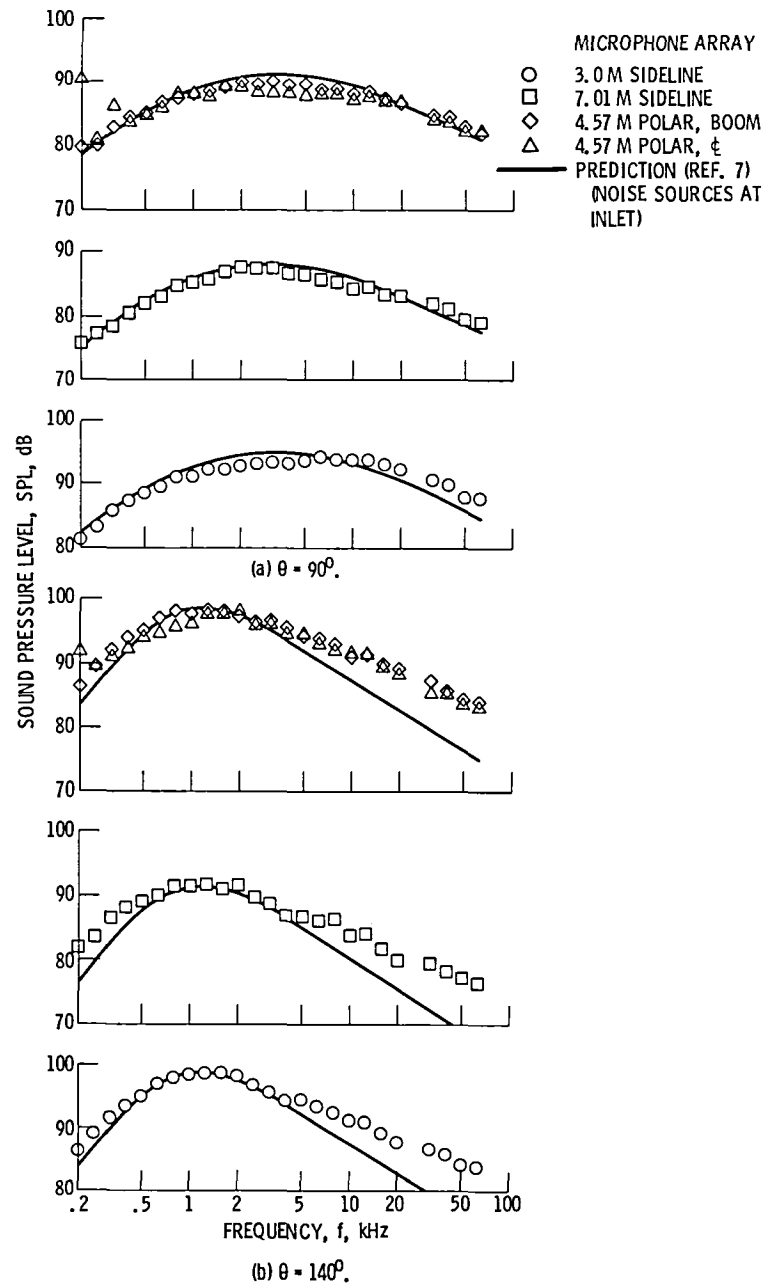 100
90
80
70
MICROPHONE ARRAY
3.0 M SIDELINE
7.01 M SIDELINE
4.57 M POLAR, BOOM
4.57 M POLAR, ℄
PREDICTION (REF. 7)
(NOISE SOURCES AT
INLET)
90
80
70
100
90
80
(a) θ = 90⁰.
SOUND PRESSURE LEVEL, SPL, dB
100
90
80
70
100
90
80
70
100
90
80
.2 .5 1 2 5 10 20 50 100
FREQUENCY, f, kHz
(b) θ = 140⁰.